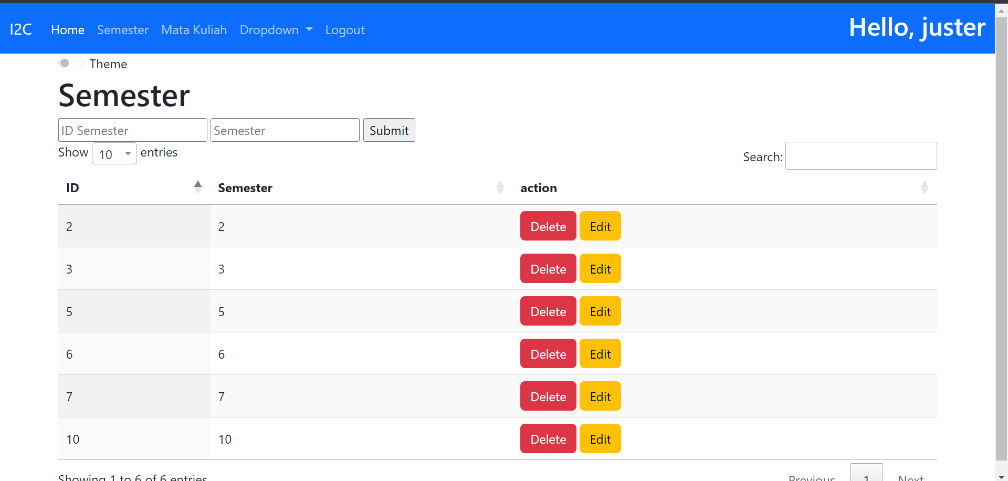 I2C Home Semester Mata Kuliah Dropdown Logout Hello, juster
Theme
Semester
ID Semester Semester Submit
Show 10 entries Search:
ID Semester action
2 2 Delete Edit
3 3 Delete Edit
5 5 Delete Edit
6 6 Delete Edit
7 7 Delete Edit
10 10 Delete Edit
Showing 1 to 6 of 6 entries Previous 1 Next